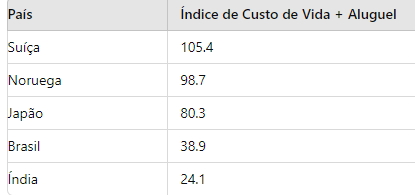 País Índice de Custo de Vida + Aluguel
Suíça 105.4
Noruega 98.7
Japão 80.3
Brasil 38.9
Índia 24.1